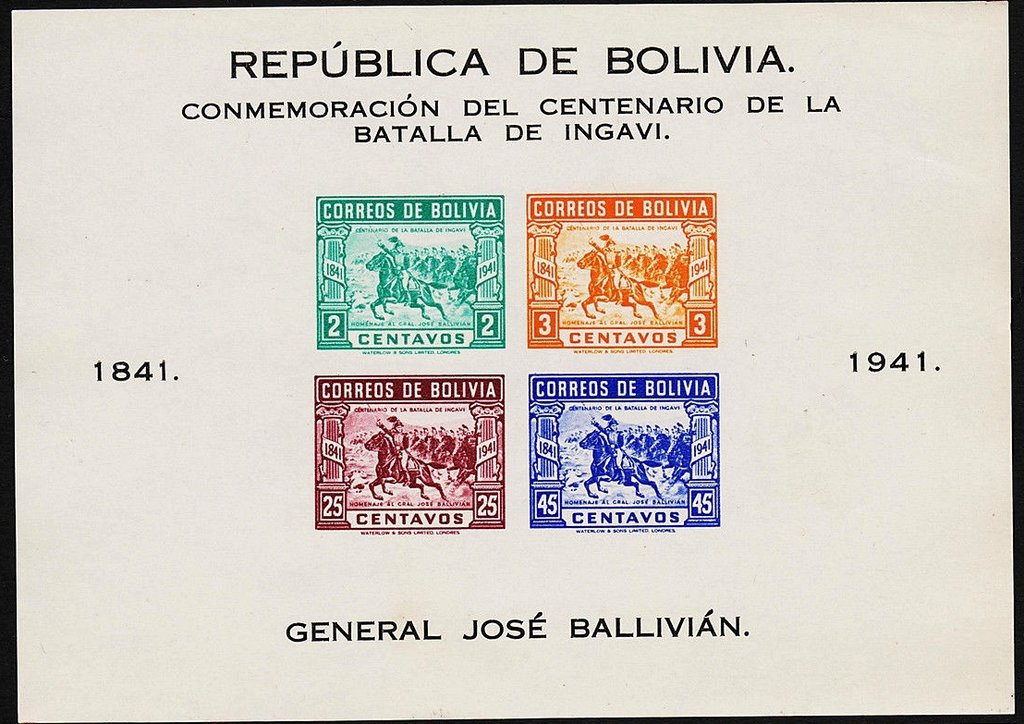 REPÚBLICA DE BOLIVIA.
CONMEMORACIÓN DEL CENTENARIO DE LA
BATALLA DE INGAVI.
CORREOS DE BOLIVIA
CENTENARIO DE LA BATALLA DE INGAVI
1841 1941
HOMENAJE AL GRAL. JOSÉ BALLIVIÁN
2 2
CENTAVOS
WATERLOW & SONS LIMITED, LONDRES.
CORREOS DE BOLIVIA
CENTENARIO DE LA BATALLA DE INGAVI
1841 1941
HOMENAJE AL GRAL. JOSÉ BALLIVIÁN
3 3
CENTAVOS
WATERLOW & SONS LIMITED, LONDRES.
1841.
1941.
CORREOS DE BOLIVIA
CENTENARIO DE LA BATALLA DE INGAVI
1841 1941
HOMENAJE AL GRAL. JOSÉ BALLIVIÁN
25 25
CENTAVOS
WATERLOW & SONS LIMITED, LONDRES.
CORREOS DE BOLIVIA
CENTENARIO DE LA BATALLA DE INGAVI
1841 1941
HOMENAJE AL GRAL. JOSÉ BALLIVIÁN
45 45
CENTAVOS
WATERLOW & SONS LIMITED, LONDRES.
GENERAL JOSÉ BALLIVIÁN.